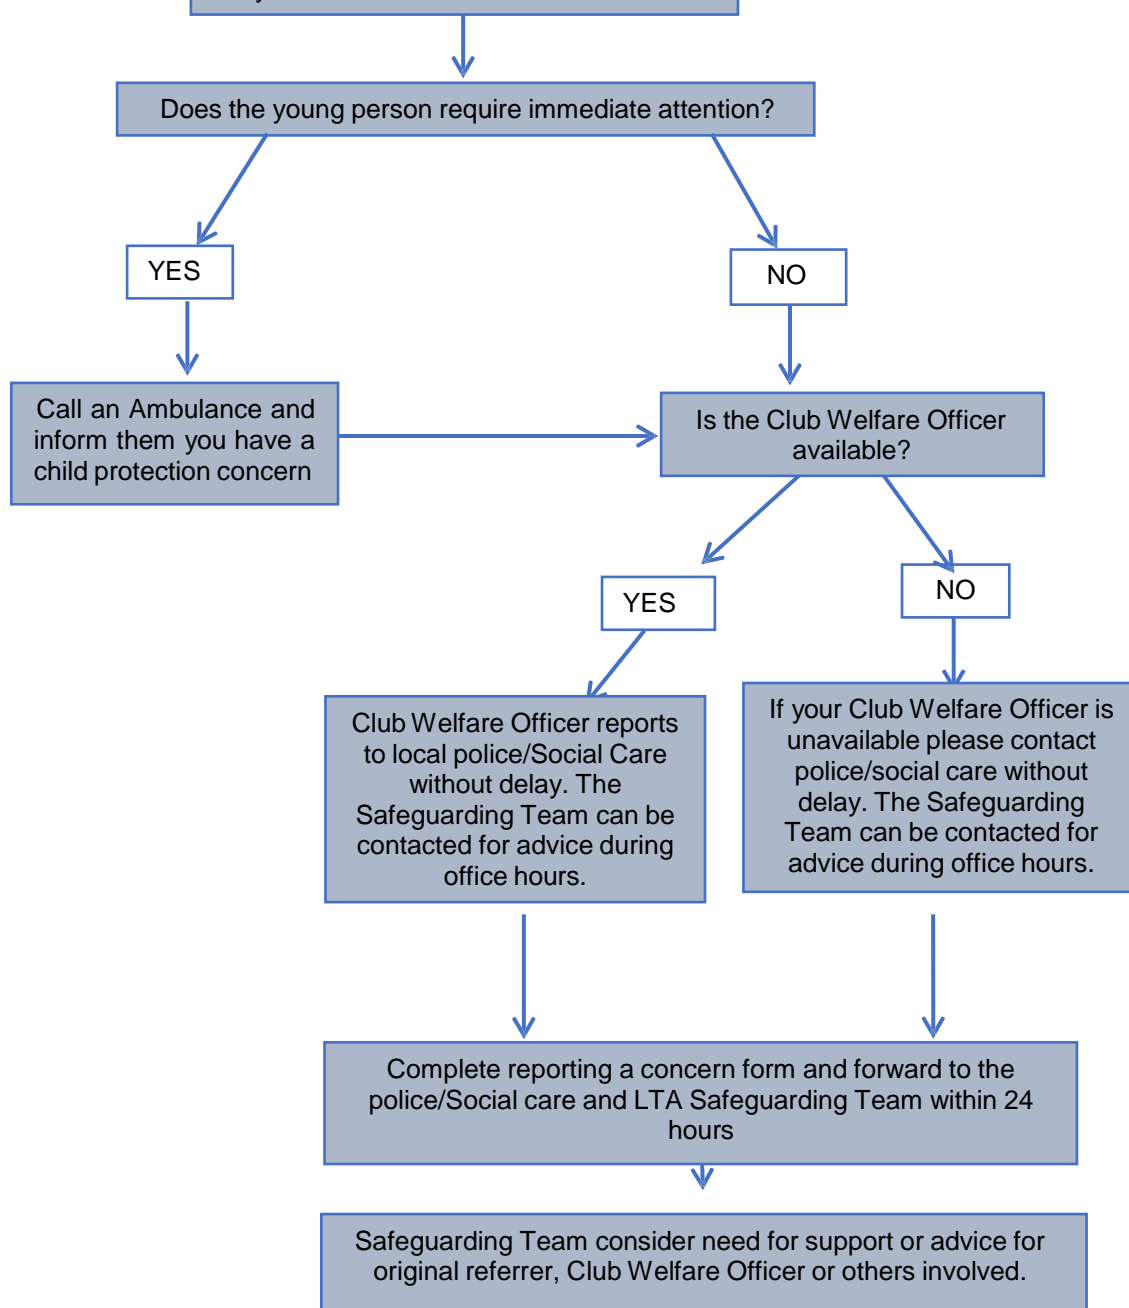 Does the young person require immediate attention?
YES
NO
Call an Ambulance and
inform them you have a
child protection concern
Is the Club Welfare Officer
available?
YES
NO
Club Welfare Officer reports
to local police/Social Care
without delay. The
Safeguarding Team can be
contacted for advice during
office hours.
If your Club Welfare Officer is
unavailable please contact
police/social care without
delay. The Safeguarding
Team can be contacted for
advice during office hours.
Complete reporting a concern form and forward to the
police/Social care and LTA Safeguarding Team within 24
hours
Safeguarding Team consider need for support or advice for
original referrer, Club Welfare Officer or others involved.